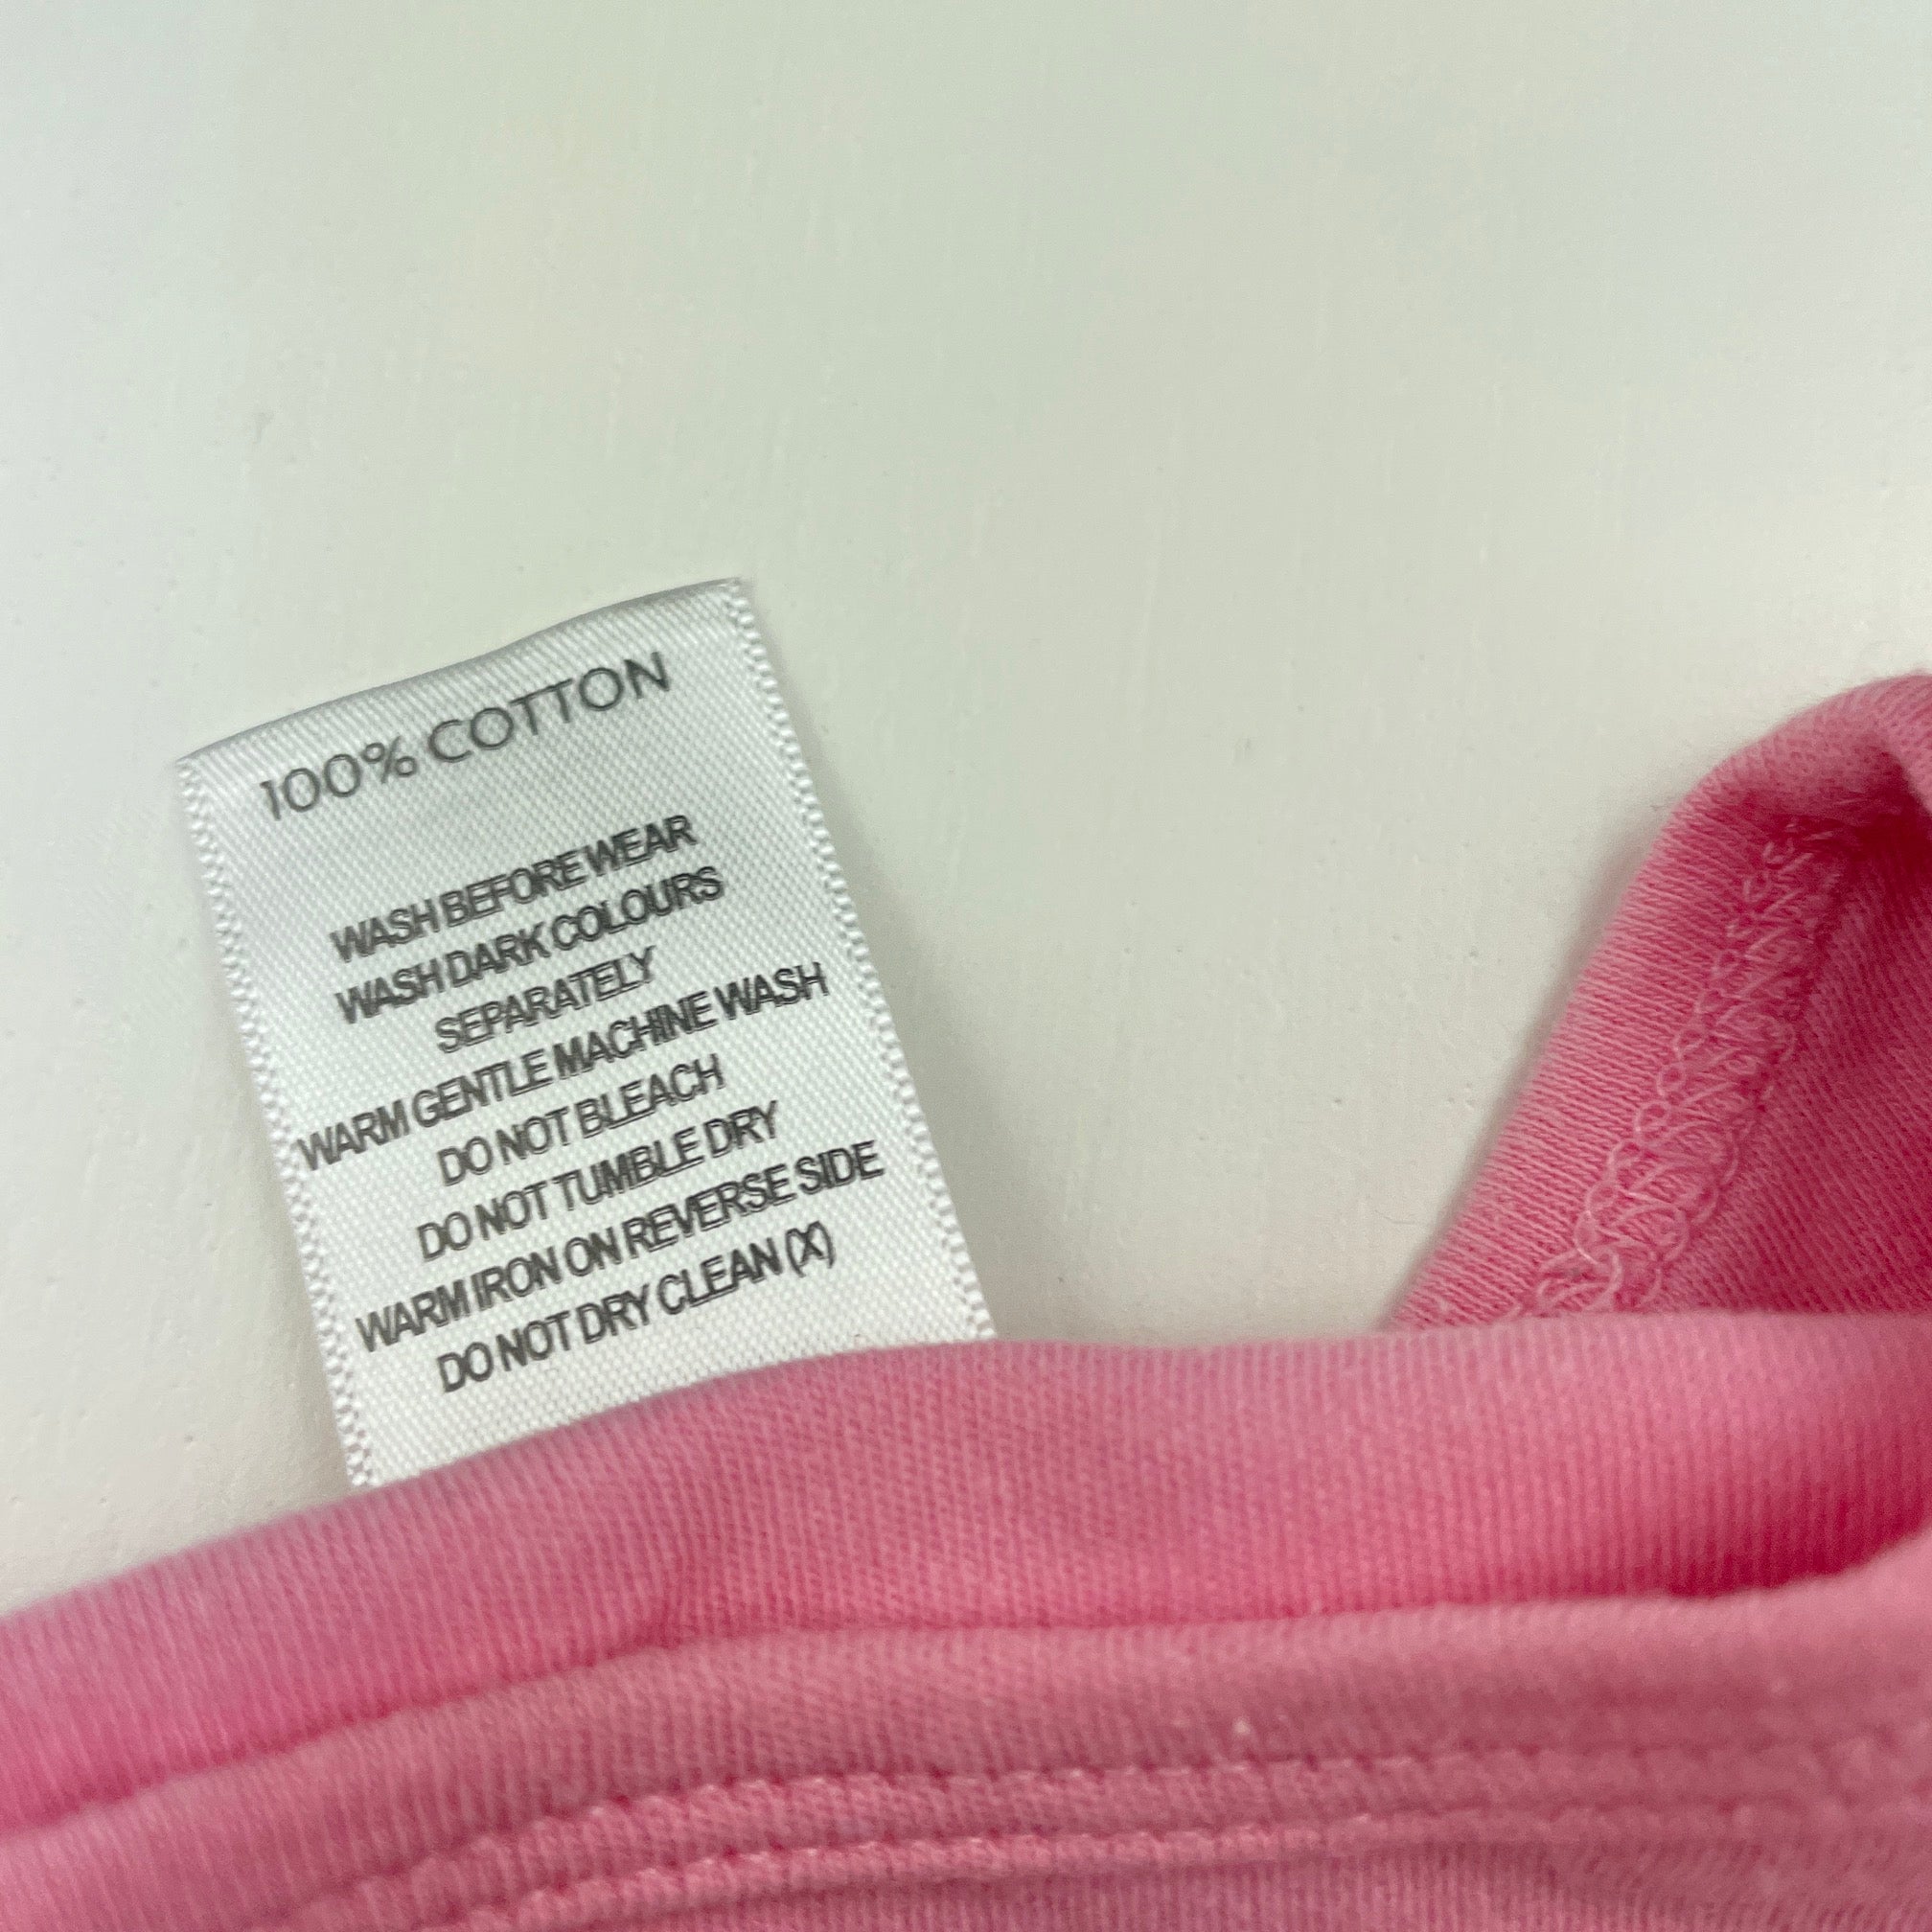 100% COTTON
WASH BEFORE WEAR
WASH DARK COLOURS
SEPARATELY
WARM GENTLE MACHINE WASH
DO NOT BLEACH
DO NOT TUMBLE DRY
WARM IRON ON REVERSE SIDE
DO NOT DRY CLEAN (X)